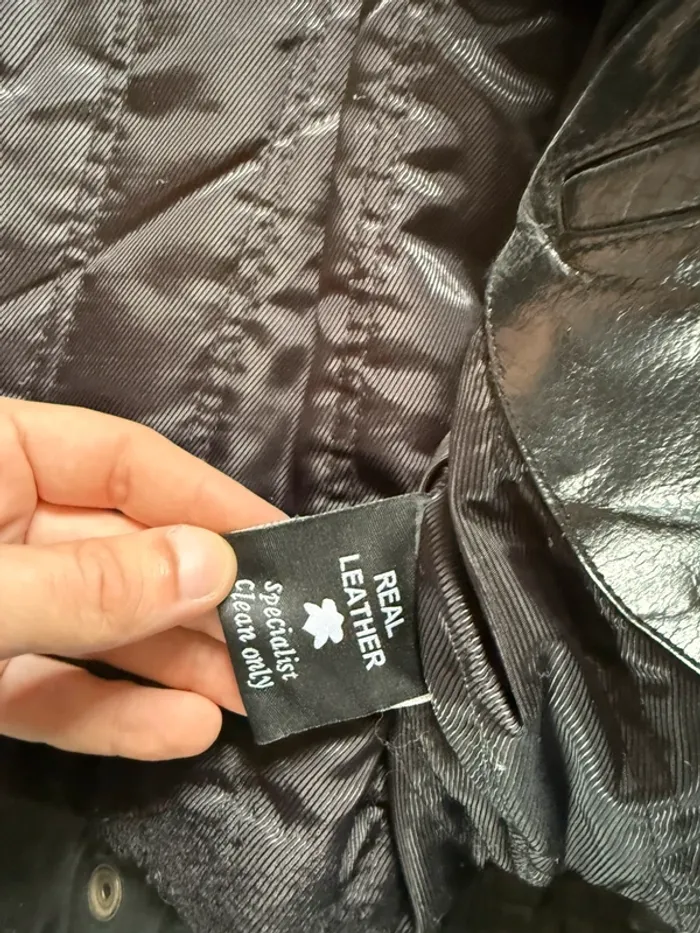 REAL
LEATHER
Specialist
Clean only